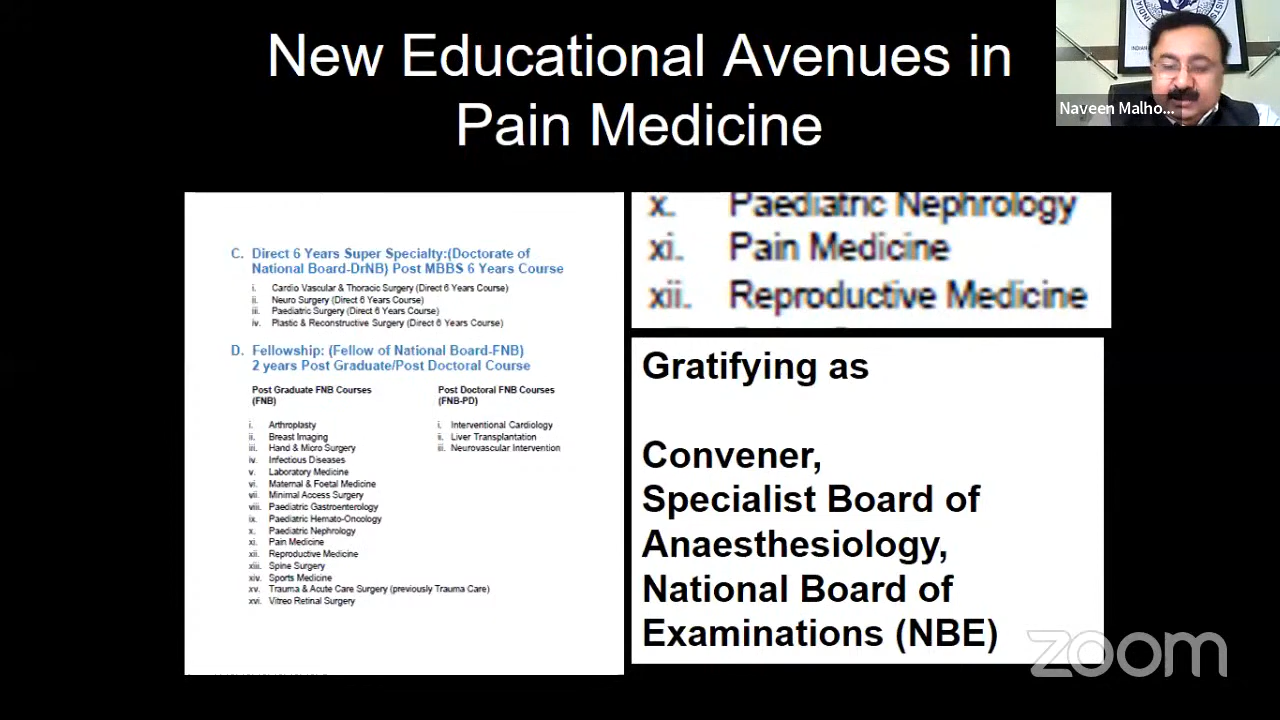 New Educational Avenues in
Pain Medicine
INDIAN
Naveen Malho...
C. Direct 6 Years Super Specialty:(Doctorate of
National Board-DrNB) Post MBBS 6 Years Course
i. Cardio Vascular & Thoracic Surgery (Direct 6 Years Course)
ii. Neuro Surgery (Direct 6 Years Course)
iii. Paediatric Surgery (Direct 6 Years Course)
iv. Plastic & Reconstructive Surgery (Direct 6 Years Course)
D. Fellowship: (Fellow of National Board-FNB)
2 years Post Graduate/Post Doctoral Course
Post Graduate FNB Courses
(FNB)
i. Arthroplasty
ii. Breast Imaging
iii. Hand & Micro Surgery
iv. Infectious Diseases
v. Laboratory Medicine
vi. Maternal & Foetal Medicine
vii. Minimal Access Surgery
viii. Paediatric Gastroenterology
ix. Paediatric Hemato-Oncology
x. Paediatric Nephrology
xi. Pain Medicine
xii. Reproductive Medicine
xiii. Spine Surgery
xiv. Sports Medicine
xv. Trauma & Acute Care Surgery (previously Trauma Care)
xvi. Vitreo Retinal Surgery
Post Doctoral FNB Courses
(FNB-PD)
i. Interventional Cardiology
ii. Liver Transplantation
iii. Neurovascular Intervention
x. Paediatric Nephrology
xi. Pain Medicine
xii. Reproductive Medicine
Gratifying as
Convener,
Specialist Board of
Anaesthesiology,
National Board of
Examinations (NBE)
zoom